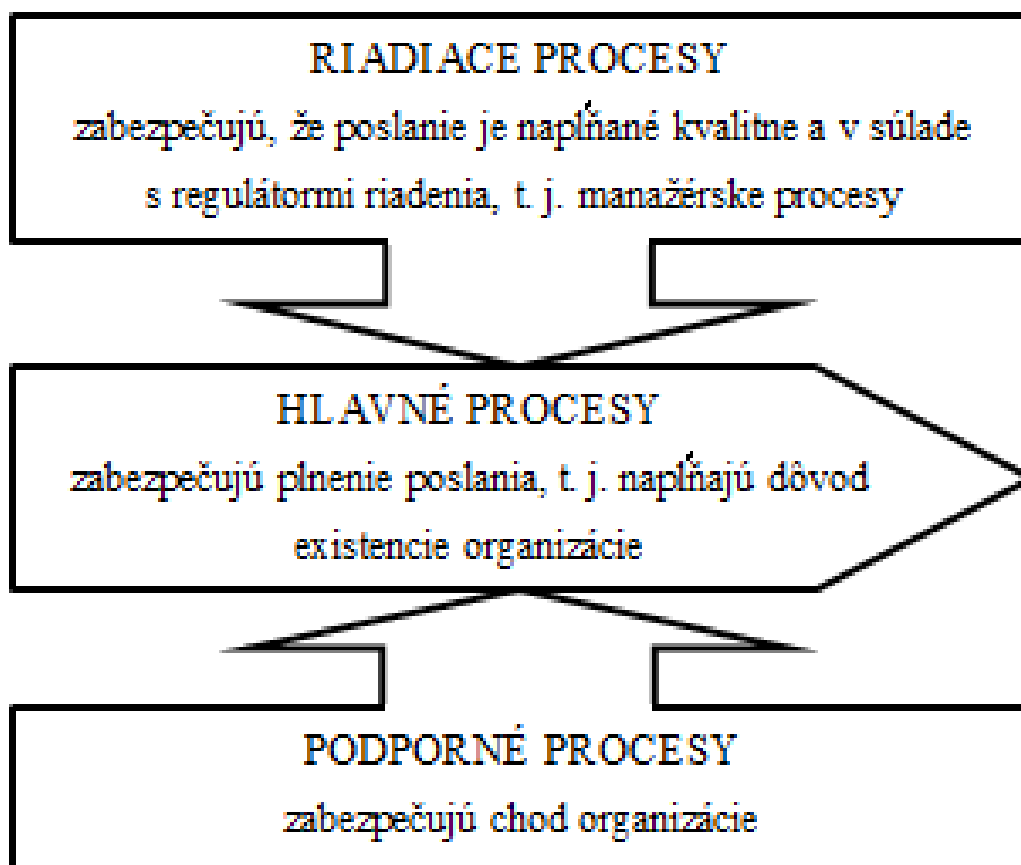 RIADIACE PROCESY
zabezpečujú, že poslanie je napĺňané kvalitne a v súlade
s regulátormi riadenia, t. j. manažérske procesy
HLAVNÉ PROCESY
zabezpečujú plnenie poslania, t. j. napĺňajú dôvod
existencie organizácie
PODPORNÉ PROCESY
zabezpečujú chod organizácie